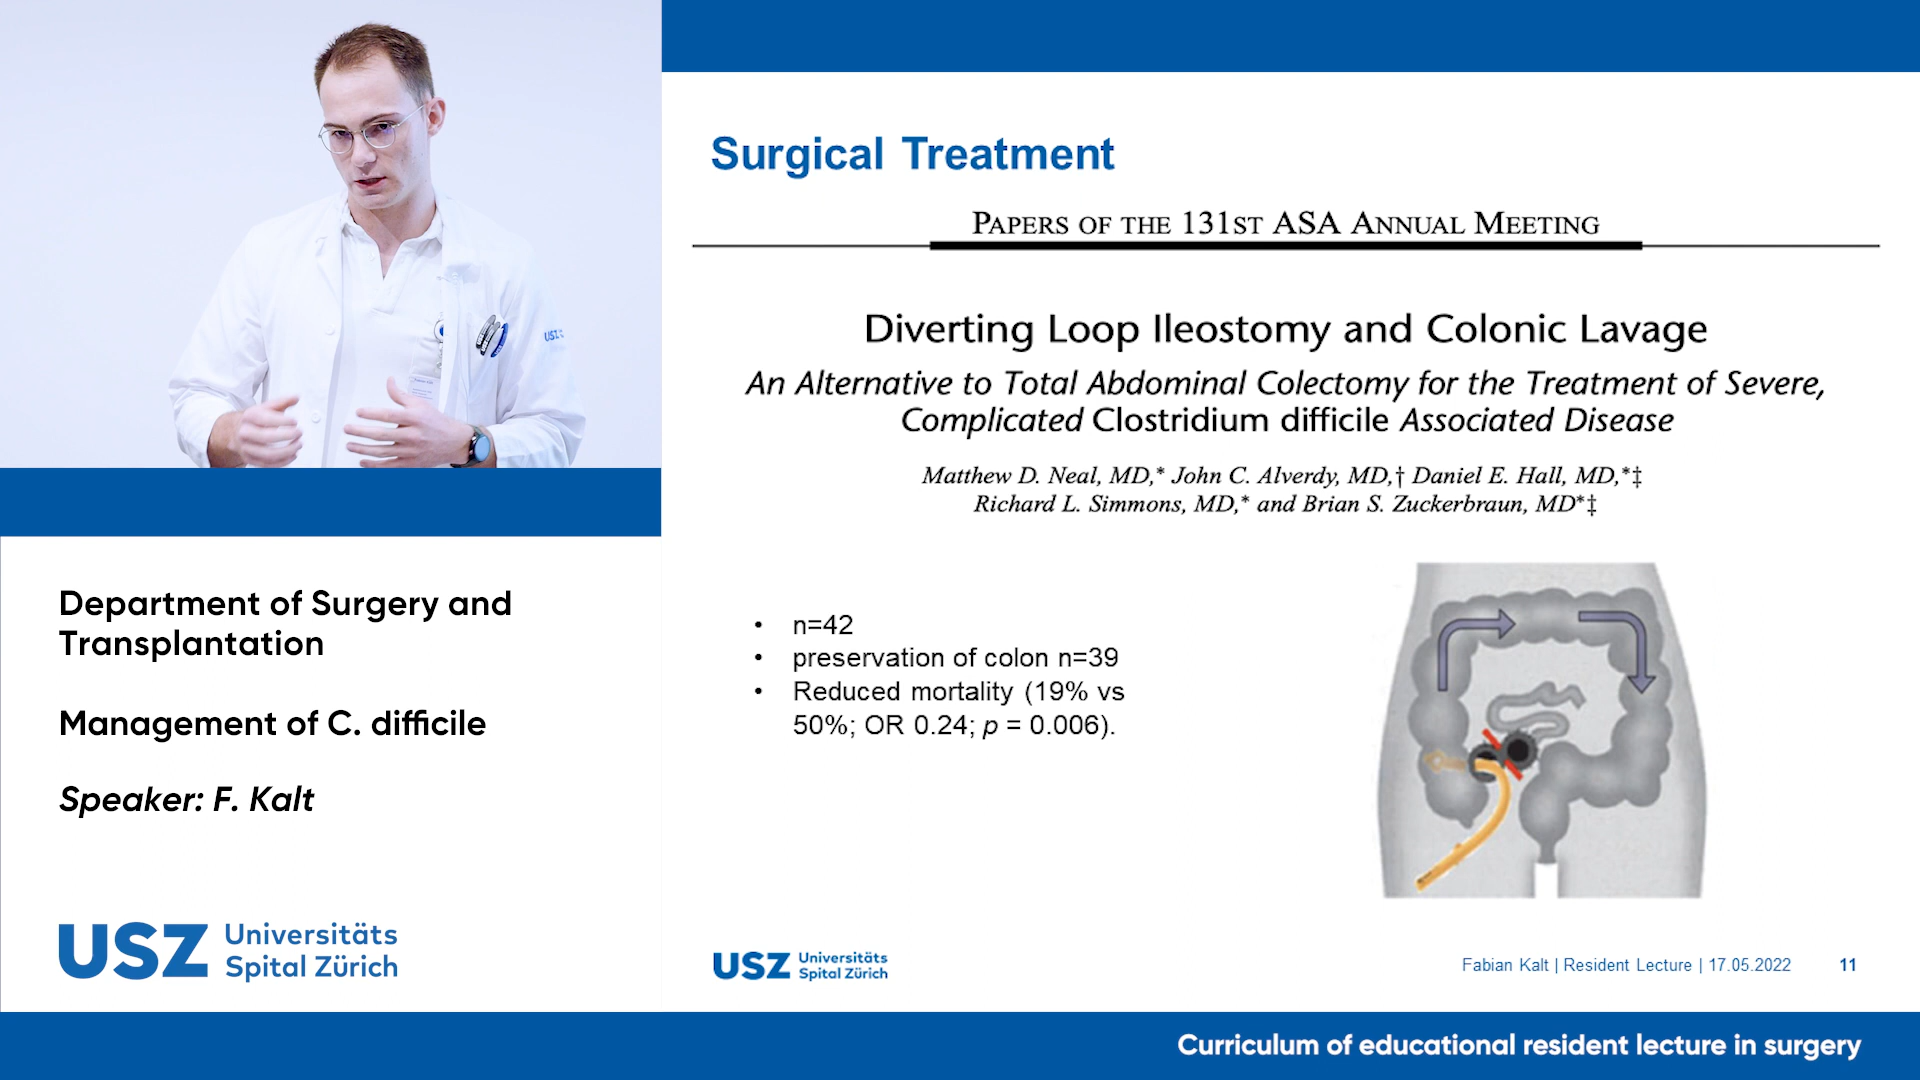 Surgical Treatment
PAPERS OF THE 131ST ASA ANNUAL MEETING
Diverting Loop Ileostomy and Colonic Lavage
An Alternative to Total Abdominal Colectomy for the Treatment of Severe,
Complicated Clostridium difficile Associated Disease
Matthew D. Neal, MD,* John C. Alverdy, MD,† Daniel E. Hall, MD,*‡
Richard L. Simmons, MD,* and Brian S. Zuckerbraun, MD*‡
• n=42
• preservation of colon n=39
• Reduced mortality (19% vs
50%; OR 0.24; p = 0.006).
USZ Universitäts
Spital Zürich
Fabian Kalt | Resident Lecture | 17.05.2022 11
USZ
Department of Surgery and
Transplantation
Management of C. difficile
Speaker: F. Kalt
USZ Universitäts
Spital Zürich
Curriculum of educational resident lecture in surgery